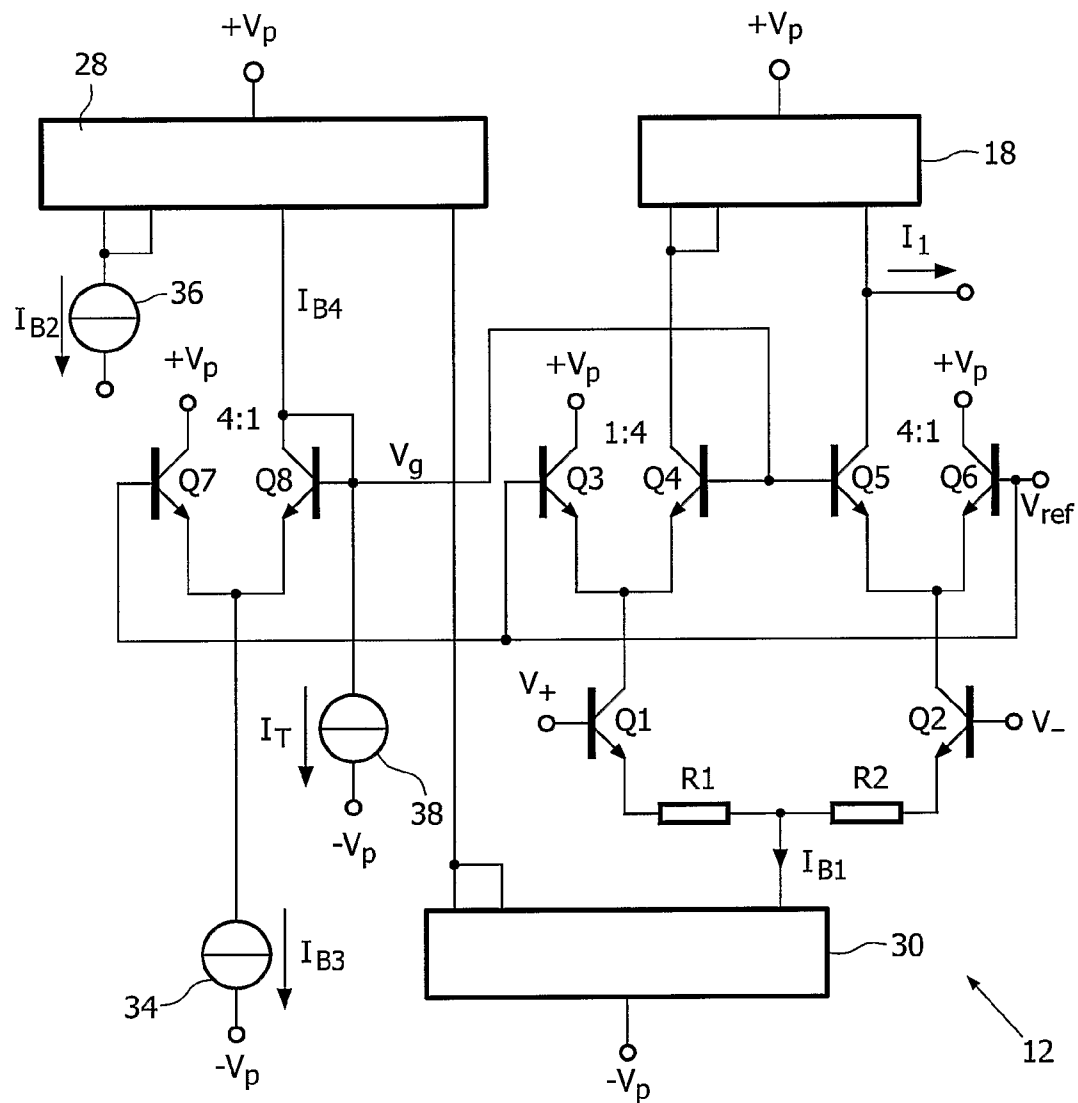 +Vp
+Vp
28
18
I1
36
IB2
IB4
+Vp
+Vp
+Vp
4:1
1:4
4:1
Vg
Q7
Q8
Q3
Q4
Q5
Q6
Vref
V+
Q1
Q2
V−
IT
R1
R2
38
-Vp
IB1
IB3
30
34
-Vp
-Vp
12